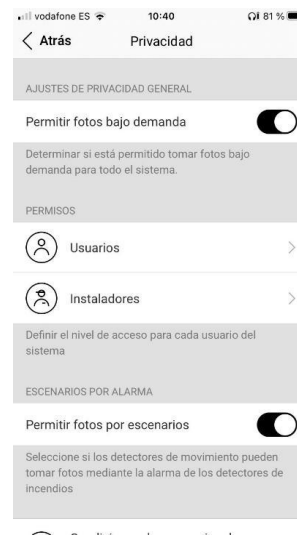 vodafone ES 10:40 81 %
Atrás Privacidad
AJUSTES DE PRIVACIDAD GENERAL
Permitir fotos bajo demanda
Determinar si está permitido tomar fotos bajo
demanda para todo el sistema.
PERMISOS
Usuarios
Instaladores
Definir el nivel de acceso para cada usuario del
sistema
ESCENARIOS POR ALARMA
Permitir fotos por escenarios
Seleccione si los detectores de movimiento pueden
tomar fotos mediante la alarma de los detectores de
incendios